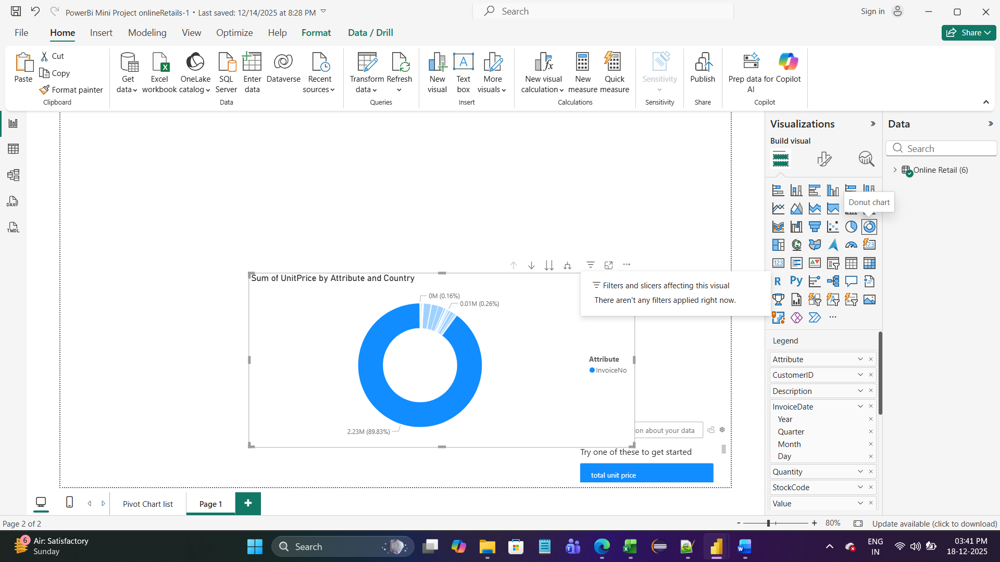 PowerBi Mini Project onlineRetails-1 • Last saved: 12/14/2025 at 8:28 PM
Search
Sign in
File
Home
Insert
Modeling
View
Optimize
Help
Format
Data / Drill
Share
Paste
Cut
Copy
Format painter
Clipboard
Get data
Excel workbook
OneLake catalog
SQL Server
Enter data
Dataverse
Recent sources
Data
Transform data
Refresh
Queries
New visual
Text box
More visuals
Insert
New visual calculation
New measure
Quick measure
Calculations
Sensitivity
Sensitivity
Publish
Share
Prep data for AI
Copilot
Copilot
DAX
TMDL
Sum of UnitPrice by Attribute and Country
0M (0.16%)
0.01M (0.26%)
2.23M (89.83%)
Attribute
InvoiceNo
Filters and slicers affecting this visual
There aren't any filters applied right now.
on about your data
Try one of these to get started
total unit price
Visualizations
Build visual
Donut chart
123
123
R
Py
Legend
Attribute
CustomerID
Description
InvoiceDate
Year
Quarter
Month
Day
Quantity
StockCode
Value
Data
Search
Online Retail (6)
Pivot Chart list
Page 1
Page 2 of 2
80%
Update available (click to download)
6
Air: Satisfactory
Sunday
Search
ENG
IN
03:41 PM
18-12-2025